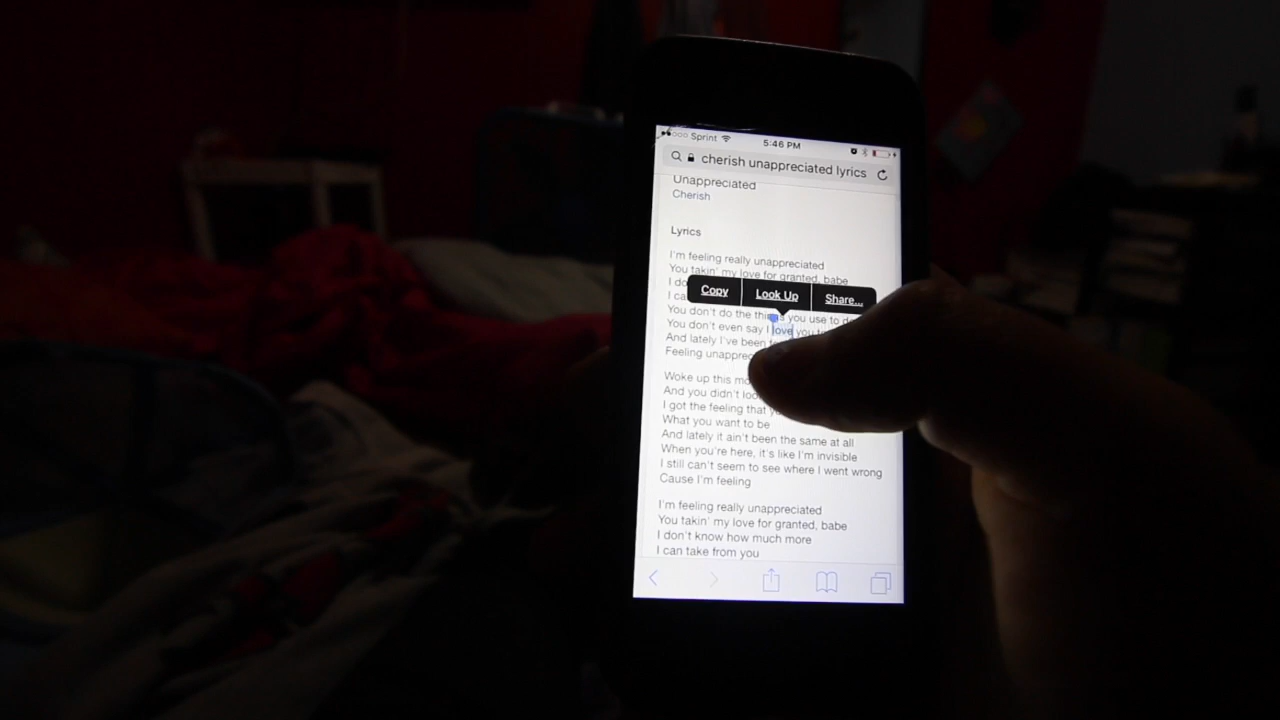 Sprint 5:46 PM
cherish unappreciated lyrics
Unappreciated
Cherish
Lyrics
I'm feeling really unappreciated
You takin' my love for granted, babe
I do
I ca
Copy Look Up Share...
You don't do the things you use to d
You don't even say I love you t
And lately I've been f
Feeling unapprec
Woke up this mo
And you didn't loo
I got the feeling that y
What you want to be
And lately it ain't been the same at all
When you're here, it's like I'm invisible
I still can't seem to see where I went wrong
Cause I'm feeling
I'm feeling really unappreciated
You takin' my love for granted, babe
I don't know how much more
I can take from you